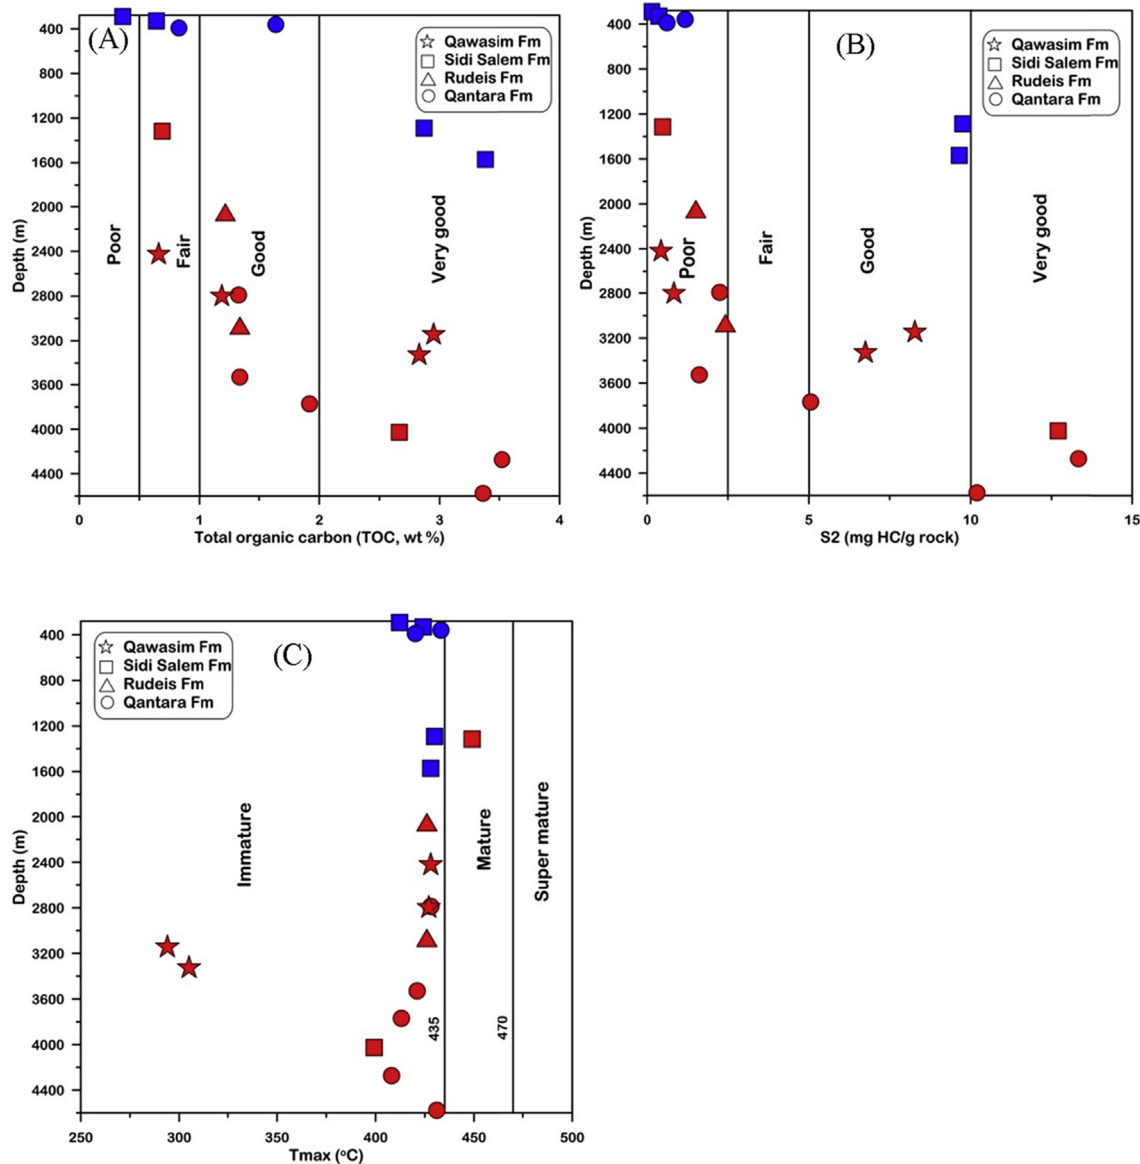 (A)
Qawasim Fm
Sidi Salem Fm
Rudeis Fm
Qantara Fm
400
800
1200
1600
2000
2400
2800
3200
3600
4000
4400
Depth (m)
Poor
Fair
Good
Very good
0 1 2 3 4
Total organic carbon (TOC, wt %)
(B)
Qawasim Fm
Sidi Salem Fm
Rudeis Fm
Qantara Fm
400
800
1200
1600
2000
2400
2800
3200
3600
4000
4400
Depth (m)
Poor
Fair
Good
Very good
0 5 10 15
S2 (mg HC/g rock)
(C)
Qawasim Fm
Sidi Salem Fm
Rudeis Fm
Qantara Fm
400
800
1200
1600
2000
2400
2800
3200
3600
4000
4400
Depth (m)
Immature
Mature
Super mature
435
470
250 300 350 400 450 500
Tmax (ºC)